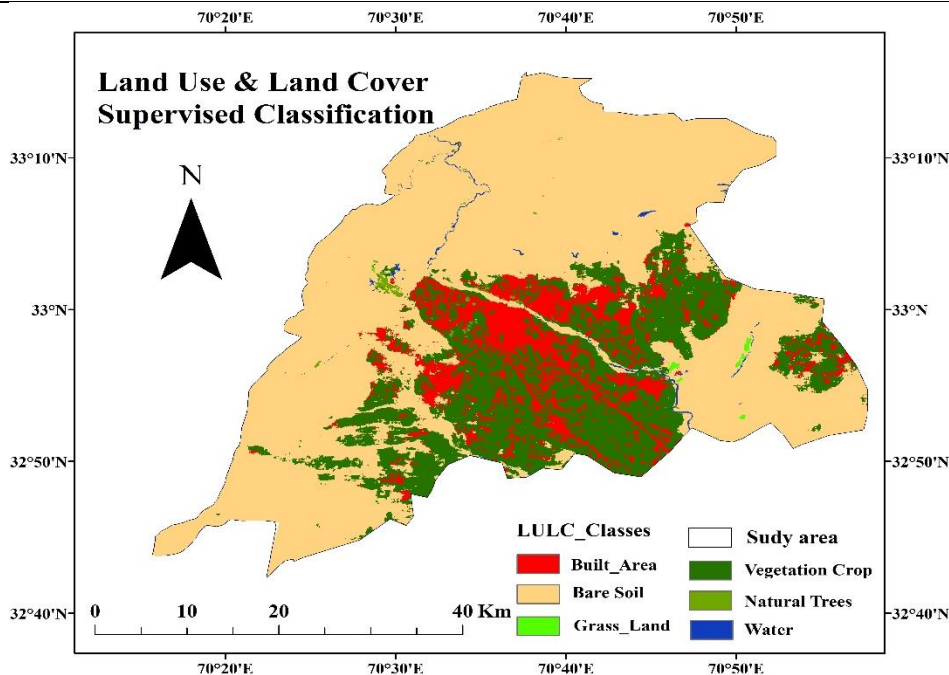 70°20'E 70°30'E 70°40'E 70°50'E
Land Use & Land Cover
Supervised Classification
33°10'N 33°10'N
N
33°N 33°N
32°50'N 32°50'N
LULC_Classes Sudy area
Built_Area Vegetation Crop
Bare Soil Natural Trees
Grass_Land Water
0 10 20 40 Km
32°40'N 32°40'N
70°20'E 70°30'E 70°40'E 70°50'E